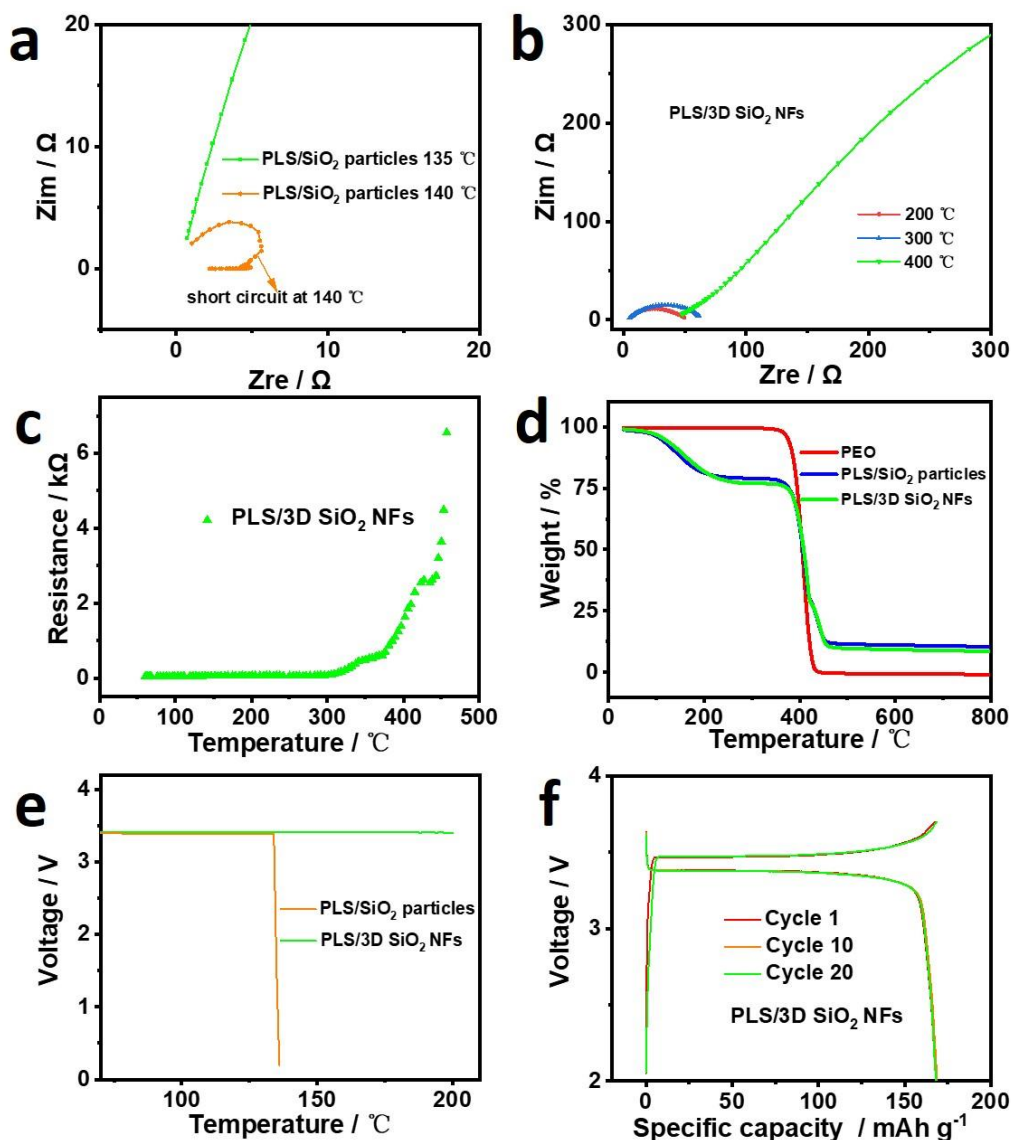 a
20
10
0
Zim / Ω
PLS/SiO₂ particles 135 ℃
PLS/SiO₂ particles 140 ℃
short circuit at 140 ℃
0
10
20
Zre / Ω
b
300
200
100
0
Zim / Ω
PLS/3D SiO₂ NFs
200 ℃
300 ℃
400 ℃
0
100
200
300
Zre / Ω
c
6
4
2
0
Resistance / kΩ
PLS/3D SiO₂ NFs
0
100
200
300
400
500
Temperature / ℃
d
100
75
50
25
0
Weight / %
PEO
PLS/SiO₂ particles
PLS/3D SiO₂ NFs
0
200
400
600
800
Temperature / ℃
e
4
3
2
1
0
Voltage / V
PLS/SiO₂ particles
PLS/3D SiO₂ NFs
100
150
200
Temperature / ℃
f
4
3
2
Voltage / V
Cycle 1
Cycle 10
Cycle 20
PLS/3D SiO₂ NFs
0
50
100
150
200
Specific capacity / mAh g⁻¹